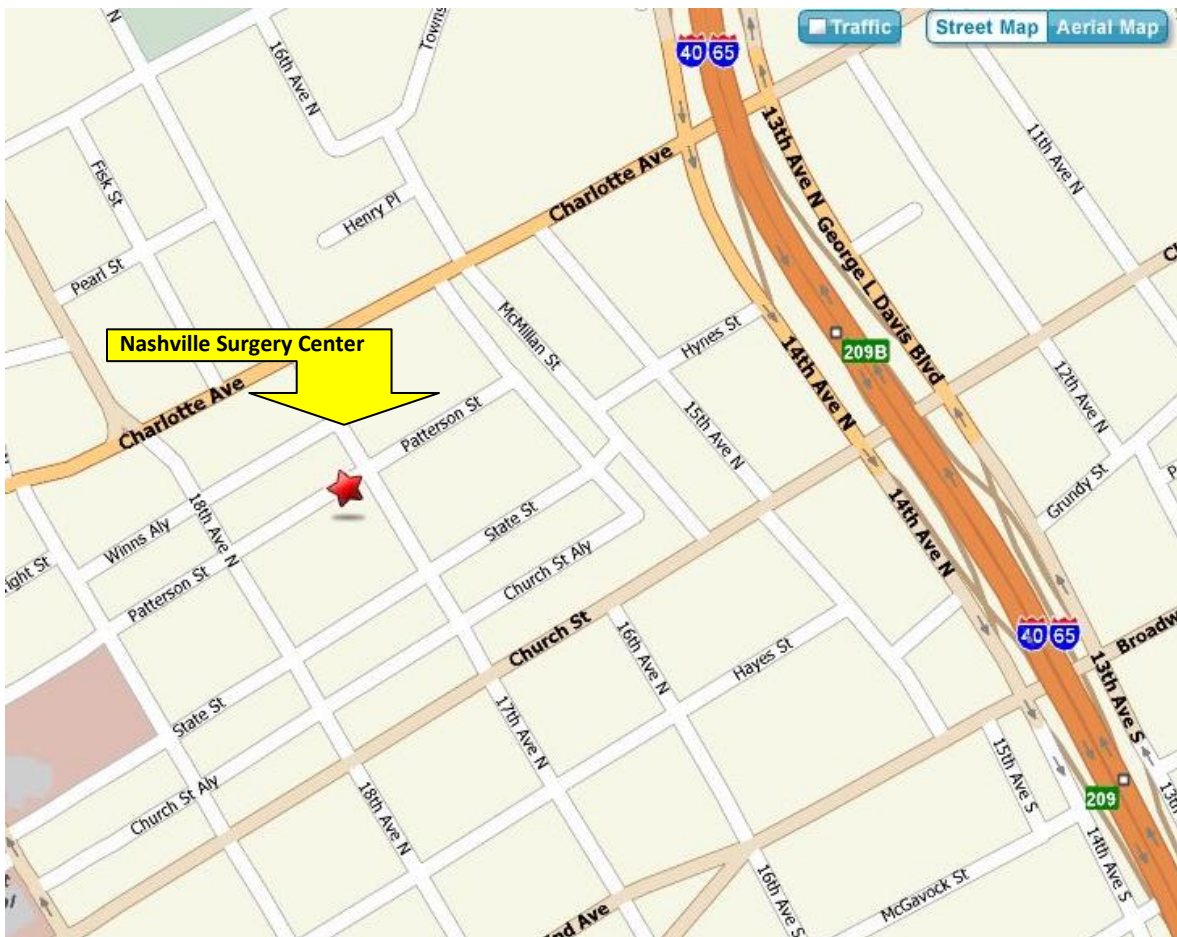 Traffic
Street Map
Aerial Map
N
16th Ave N
Towns
40
65
11th Ave N
13th Ave N
George L Davis Blvd
Charlotte Ave
Fisk St
Henry Pl
Pearl St
McMillan St
Hynes St
14th Ave N
209B
12th Ave N
Nashville Surgery Center
Charlotte Ave
Patterson St
15th Ave N
Grundy St
18th Ave N
Winns Aly
State St
14th Ave N
ight St
Patterson St
Church St Aly
Church St
16th Ave N
Hayes St
40
65
Broadw
13th Ave S
State St
17th Ave N
15th Ave S
209
13th
Church St Aly
18th Ave N
14th Ave S
16th Ave S
McGavock St
nd Ave